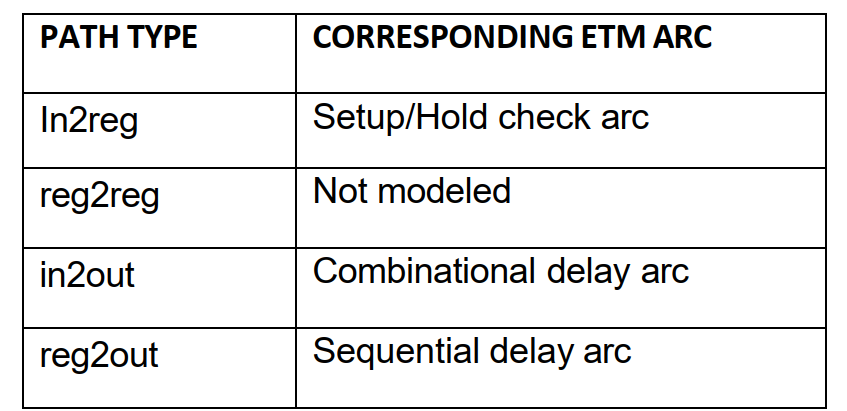 PATH TYPE CORRESPONDING ETM ARC
In2reg Setup/Hold check arc
reg2reg Not modeled
in2out Combinational delay arc
reg2out Sequential delay arc